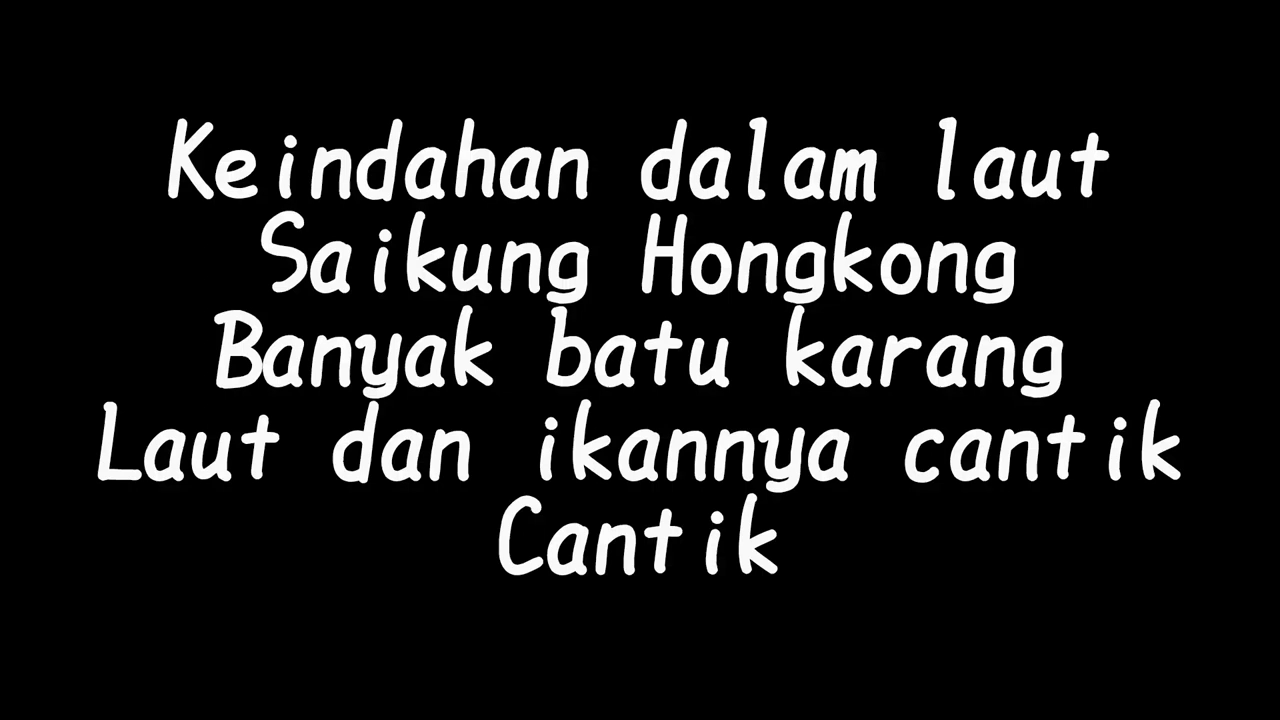 Keindahan dalam laut
Saikung Hongkong
Banyak batu karang
Laut dan ikannya cantik
Cantik